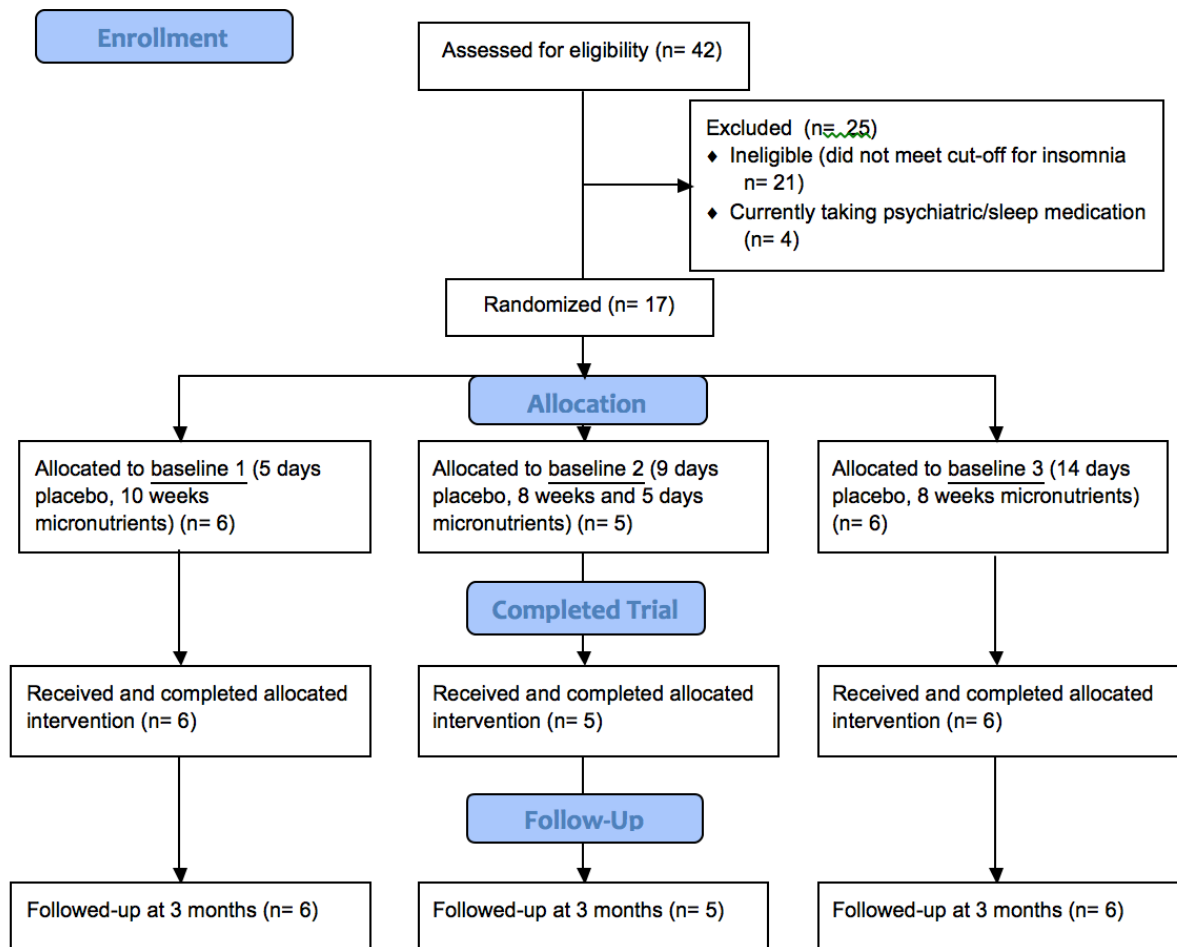 Enrollment
Assessed for eligibility (n= 42)
Excluded (n= 25)
♦ Ineligible (did not meet cut-off for insomnia
n= 21)
♦ Currently taking psychiatric/sleep medication
(n= 4)
Randomized (n= 17)
Allocation
Allocated to baseline 1 (5 days
placebo, 10 weeks
micronutrients) (n= 6)
Allocated to baseline 2 (9 days
placebo, 8 weeks and 5 days
micronutrients) (n= 5)
Allocated to baseline 3 (14 days
placebo, 8 weeks micronutrients)
(n= 6)
Completed Trial
Received and completed allocated
intervention (n= 6)
Received and completed allocated
intervention (n= 5)
Received and completed allocated
intervention (n= 6)
Follow-Up
Followed-up at 3 months (n= 6)
Followed-up at 3 months (n= 5)
Followed-up at 3 months (n= 6)